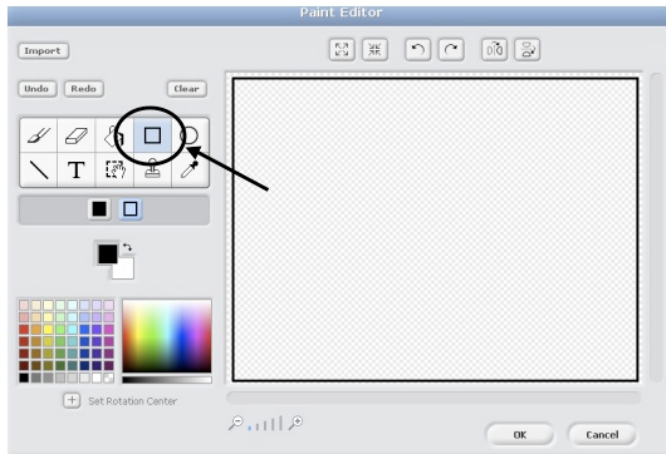 Paint Editor
Import
Undo Redo Clear
T
Set Rotation Center
OK Cancel